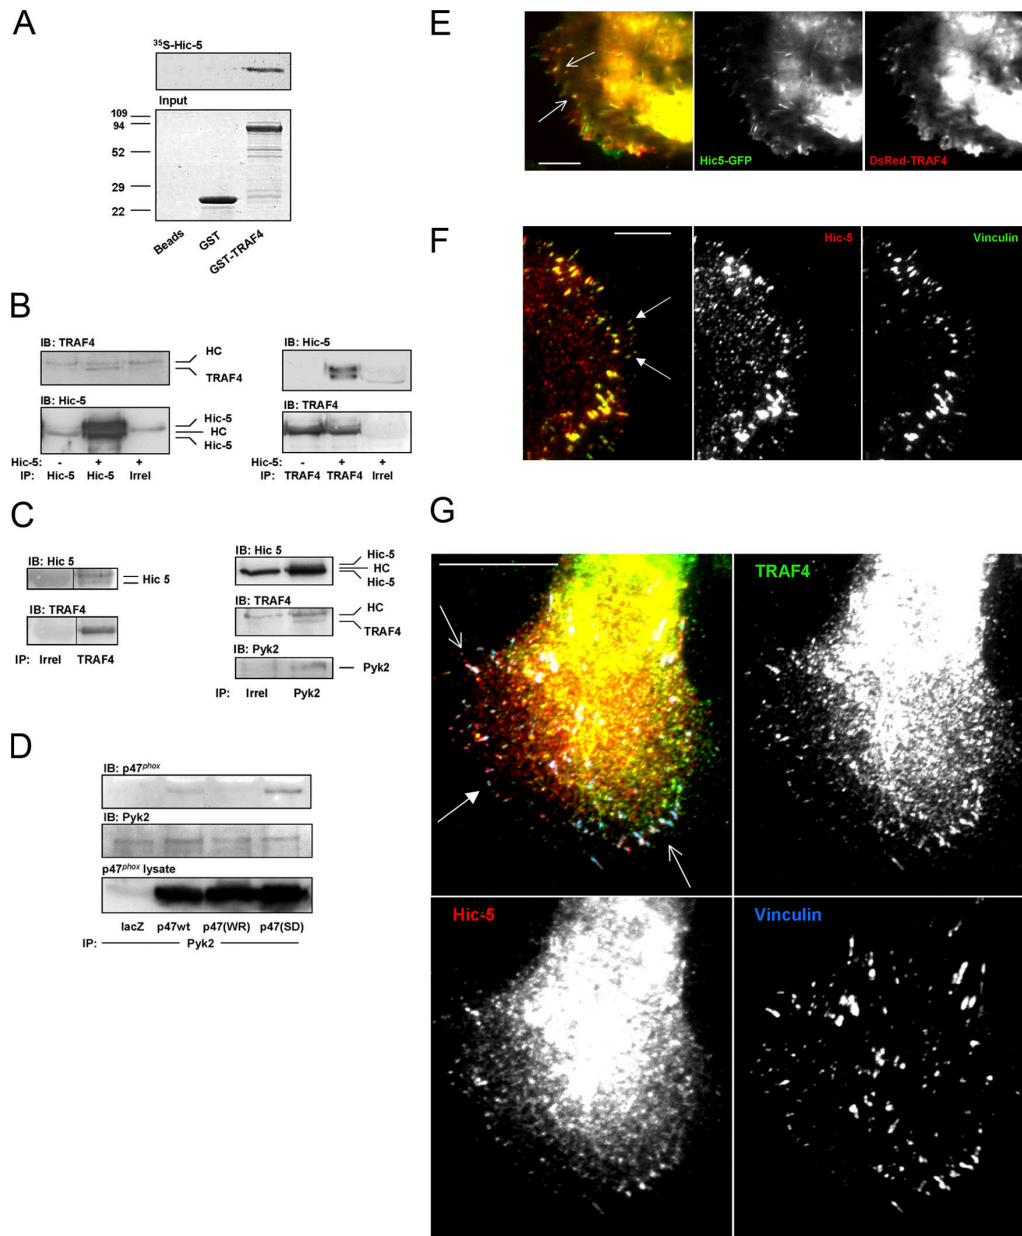 A
³⁵S-Hic-5
Input
109
94
52
29
22
Beads
GST
GST-TRAF4
B
IB: TRAF4
HC
TRAF4
IB: Hic-5
Hic-5
HC
Hic-5
Hic-5: - + +
IP: Hic-5 Hic-5 Irrel
IB: Hic-5
IB: TRAF4
Hic-5: - + +
IP: TRAF4 TRAF4 Irrel
C
IB: Hic 5
Hic 5
IB: TRAF4
IP: Irrel TRAF4
IB: Hic 5
Hic-5
HC
Hic-5
IB: TRAF4
HC
TRAF4
IB: Pyk2
Pyk2
IP: Irrel Pyk2
D
IB: p47phox
IB: Pyk2
p47phox lysate
lacZ p47wt p47(WR) p47(SD)
IP: Pyk2
E
Hic5-GFP
DsRed-TRAF4
F
Hic-5
Vinculin
G
TRAF4
Hic-5
Vinculin